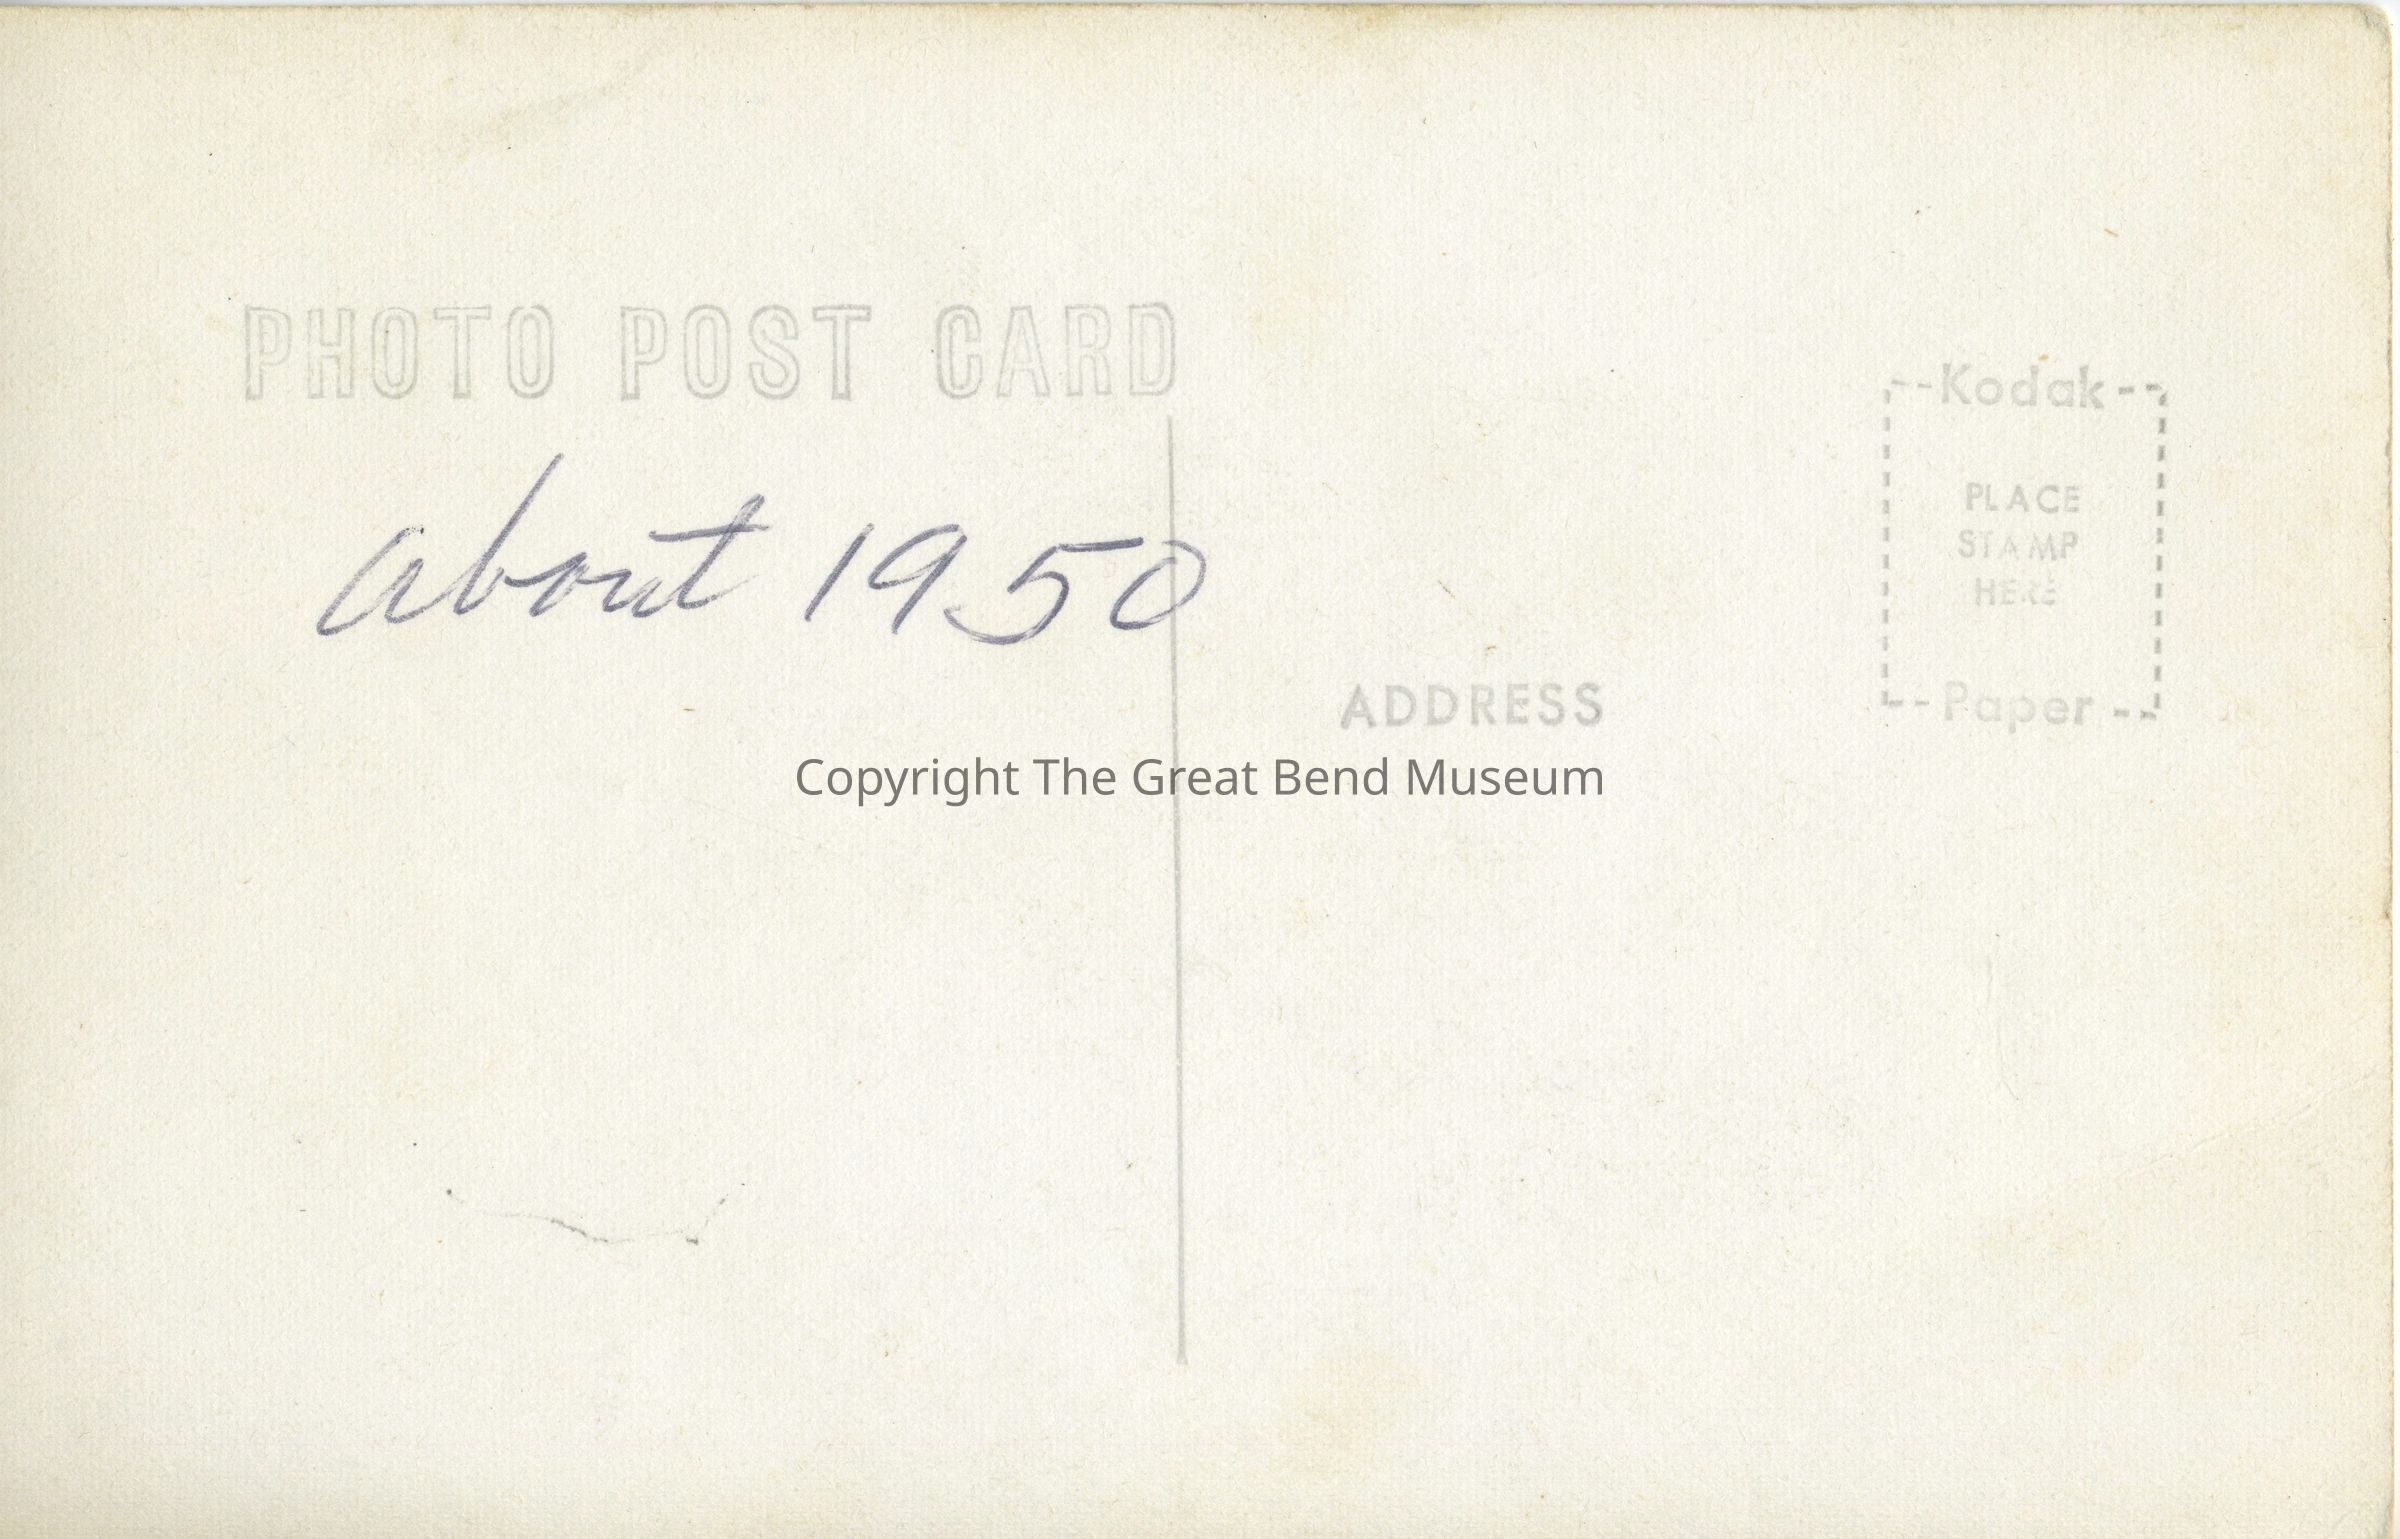 PHOTO POST CARD
about 1950
Kodak
PLACE
STAMP
HERE
Paper
ADDRESS
Copyright The Great Bend Museum